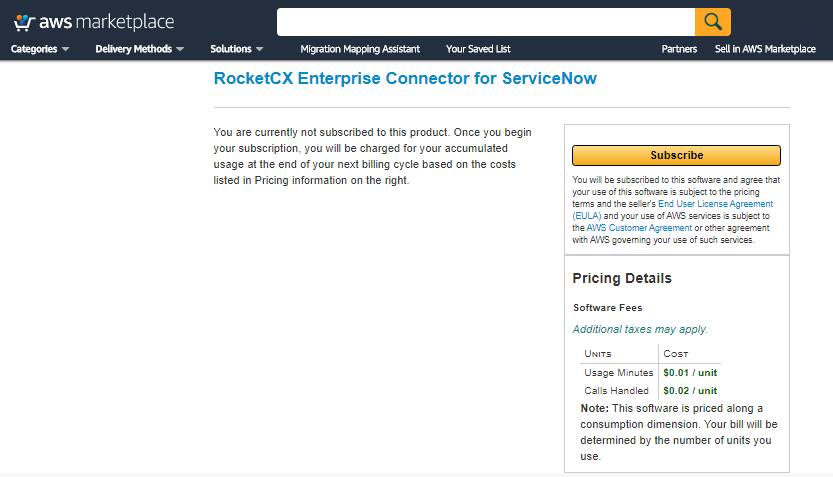 aws marketplace
Categories Delivery Methods Solutions Migration Mapping Assistant Your Saved List Partners Sell in AWS Marketplace
RocketCX Enterprise Connector for ServiceNow
You are currently not subscribed to this product. Once you begin
your subscription, you will be charged for your accumulated
usage at the end of your next billing cycle based on the costs
listed in Pricing information on the right.
Subscribe
You will be subscribed to this software and agree that
your use of this software is subject to the pricing
terms and the seller's End User License Agreement
(EULA) and your use of AWS services is subject to
the AWS Customer Agreement or other agreement
with AWS governing your use of such services.
Pricing Details
Software Fees
Additional taxes may apply.
Units Cost
Usage Minutes $0.01 / unit
Calls Handled $0.02 / unit
Note: This software is priced along a
consumption dimension. Your bill will be
determined by the number of units you
use.